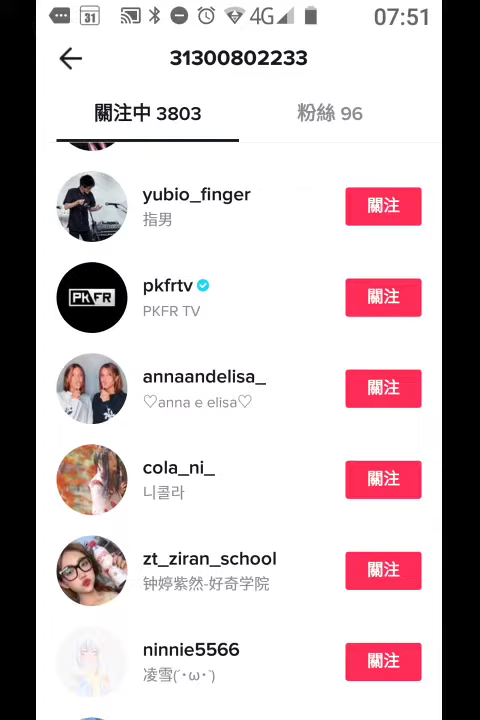 31
4G
07:51
31300802233
關注中 3803
粉絲 96
yubio_finger
指男
關注
PKFR
pkfrtv
PKFR TV
關注
annaandelisa_
♡anna e elisa♡
關注
cola_ni_
니콜라
關注
zt_ziran_school
钟婷紫然-好奇学院
關注
ninnie5566
凌雪(´･ω･`)
關注